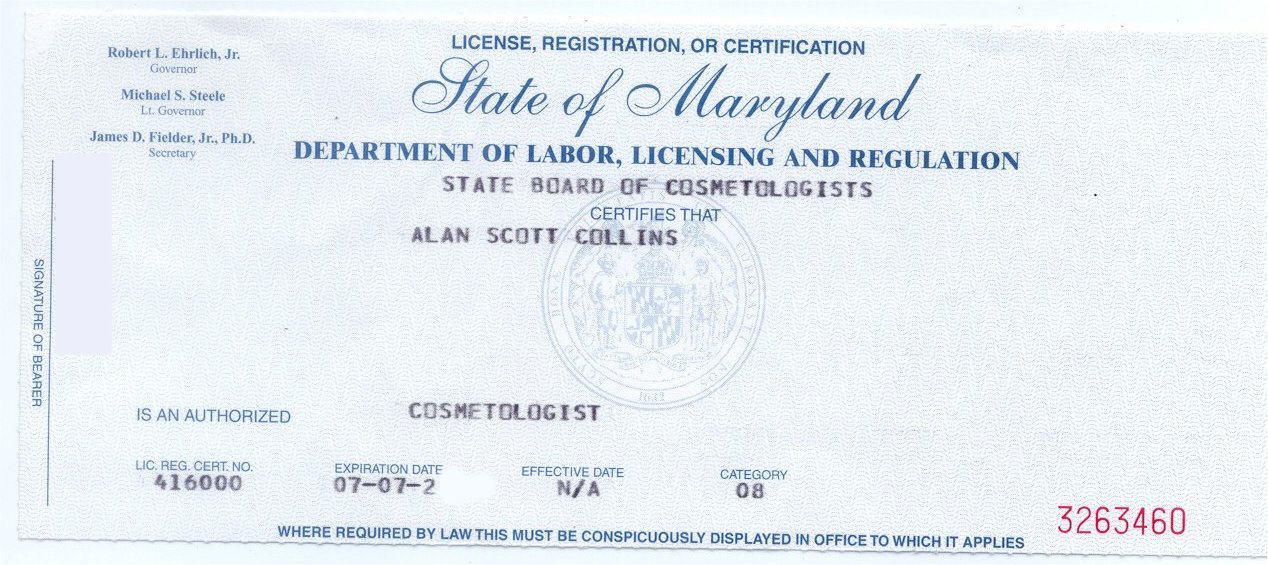 Robert L. Ehrlich, Jr.
Governor
Michael S. Steele
Lt. Governor
James D. Fielder, Jr., Ph.D.
Secretary
LICENSE, REGISTRATION, OR CERTIFICATION
State of Maryland
DEPARTMENT OF LABOR, LICENSING AND REGULATION
STATE BOARD OF COSMETOLOGISTS
CERTIFIES THAT
ALAN SCOTT COLLINS
SIGNATURE OF BEARER
1632
IS AN AUTHORIZED COSMETOLOGIST
LIC. REG. CERT. NO. EXPIRATION DATE EFFECTIVE DATE CATEGORY
416000 07-07-2 N/A 08
3263460
WHERE REQUIRED BY LAW THIS MUST BE CONSPICUOUSLY DISPLAYED IN OFFICE TO WHICH IT APPLIES